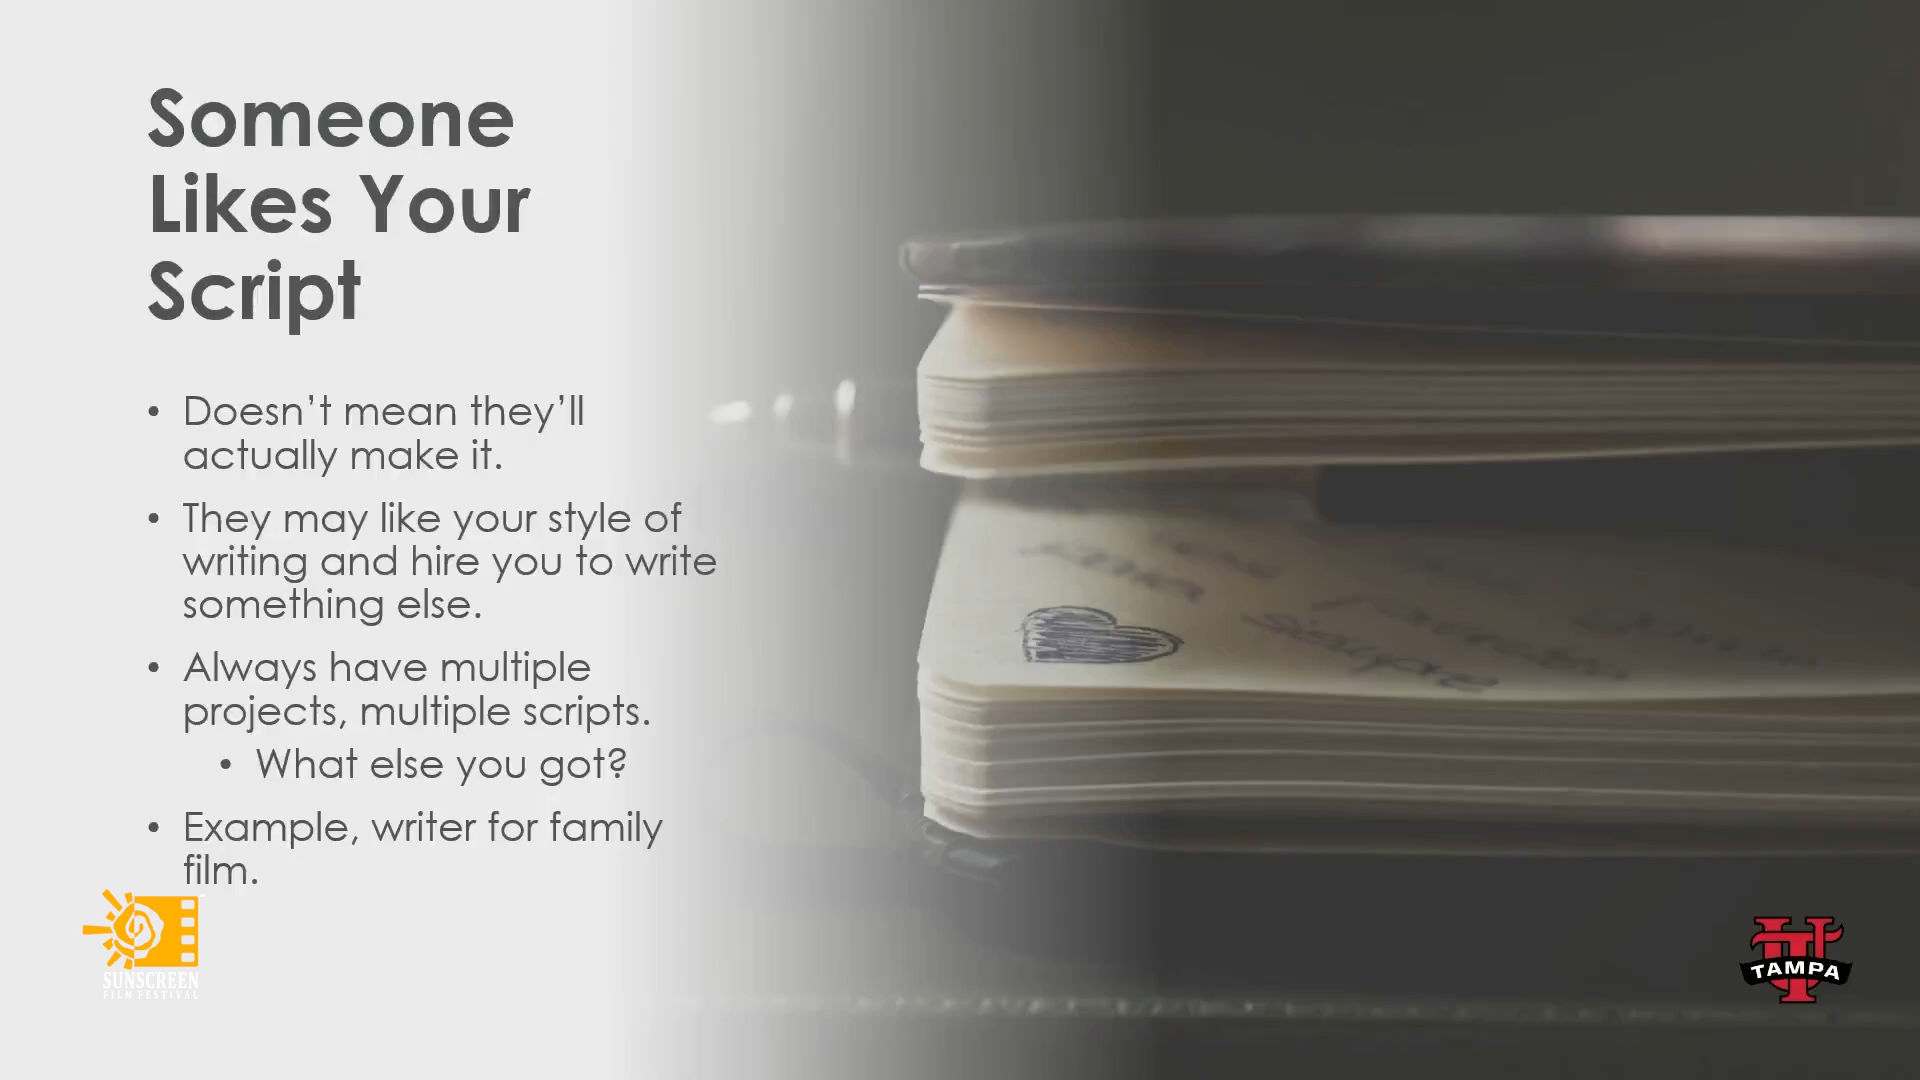 Someone
Likes Your
Script
• Doesn’t mean they’ll
actually make it.
• They may like your style of
writing and hire you to write
something else.
• Always have multiple
projects, multiple scripts.
• What else you got?
• Example, writer for family
film.
SUNSCREEN
FILM FESTIVAL
UT
TAMPA